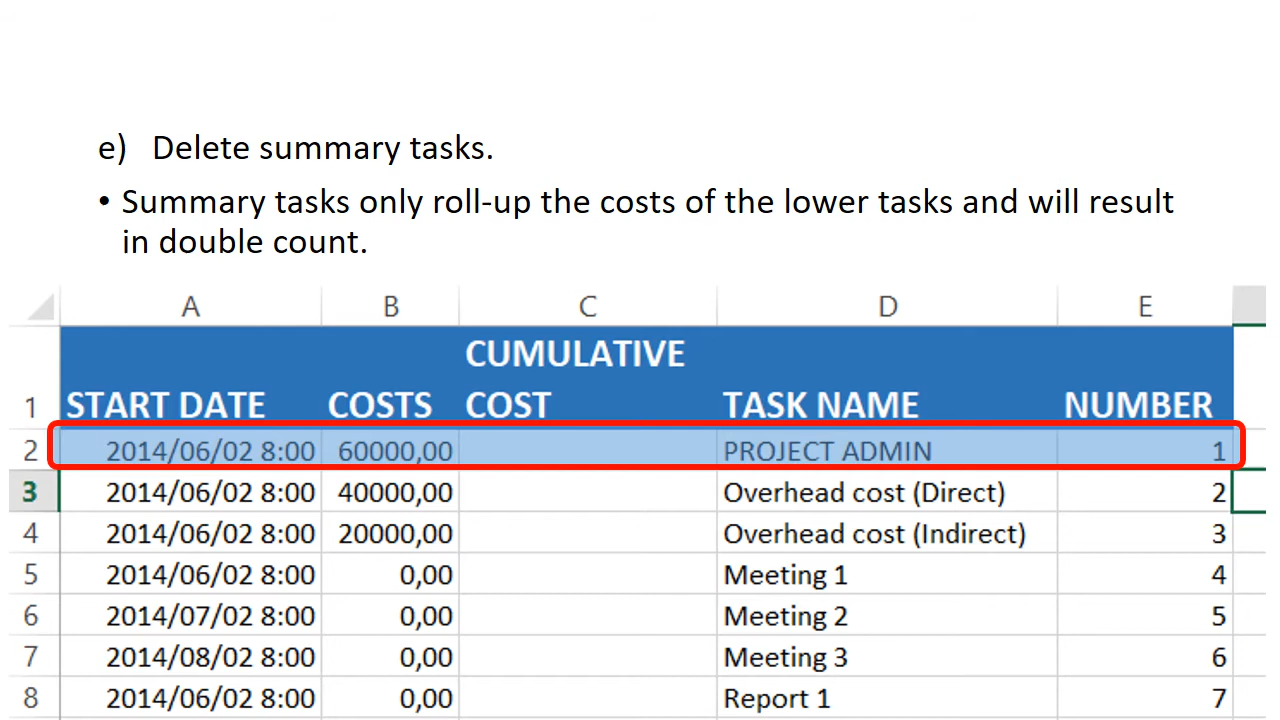 e) Delete summary tasks.
• Summary tasks only roll-up the costs of the lower tasks and will result
in double count.
A B C D E
CUMULATIVE
1 START DATE COSTS COST TASK NAME NUMBER
2 2014/06/02 8:00 60000,00 PROJECT ADMIN 1
3 2014/06/02 8:00 40000,00 Overhead cost (Direct) 2
4 2014/06/02 8:00 20000,00 Overhead cost (Indirect) 3
5 2014/06/02 8:00 0,00 Meeting 1 4
6 2014/07/02 8:00 0,00 Meeting 2 5
7 2014/08/02 8:00 0,00 Meeting 3 6
8 2014/06/02 8:00 0,00 Report 1 7